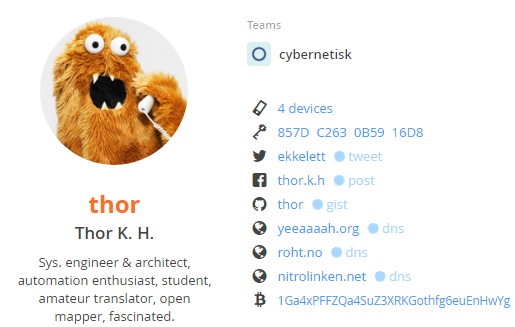 Teams
cybernetisk
4 devices
857D C263 0B59 16D8
ekkelett tweet
thor.k.h post
thor gist
yeeaaaah.org dns
roht.no dns
nitrolinken.net dns
1Ga4xPFFZQa4SuZ3XRKGothfg6euEnHwYg
thor
Thor K. H.
Sys. engineer & architect,
automation enthusiast, student,
amateur translator, open
mapper, fascinated.